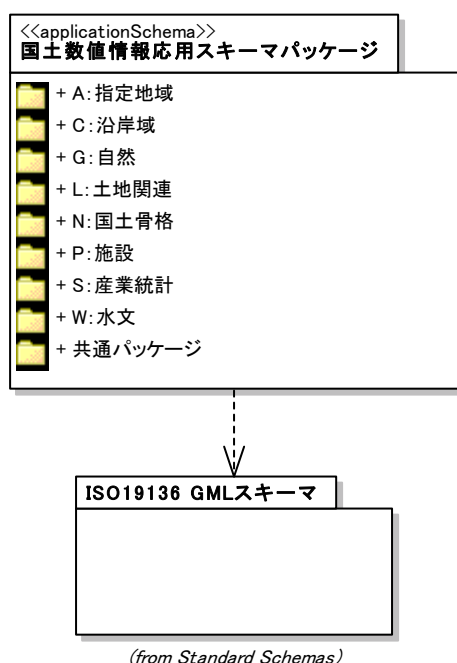 <<applicationSchema>>
国土数値情報応用スキーマパッケージ
+ A:指定地域
+ C:沿岸域
+ G:自然
+ L:土地関連
+ N:国土骨格
+ P:施設
+ S:産業統計
+ W:水文
+ 共通パッケージ
ISO19136 GMLスキーマ
(from Standard Schemas)